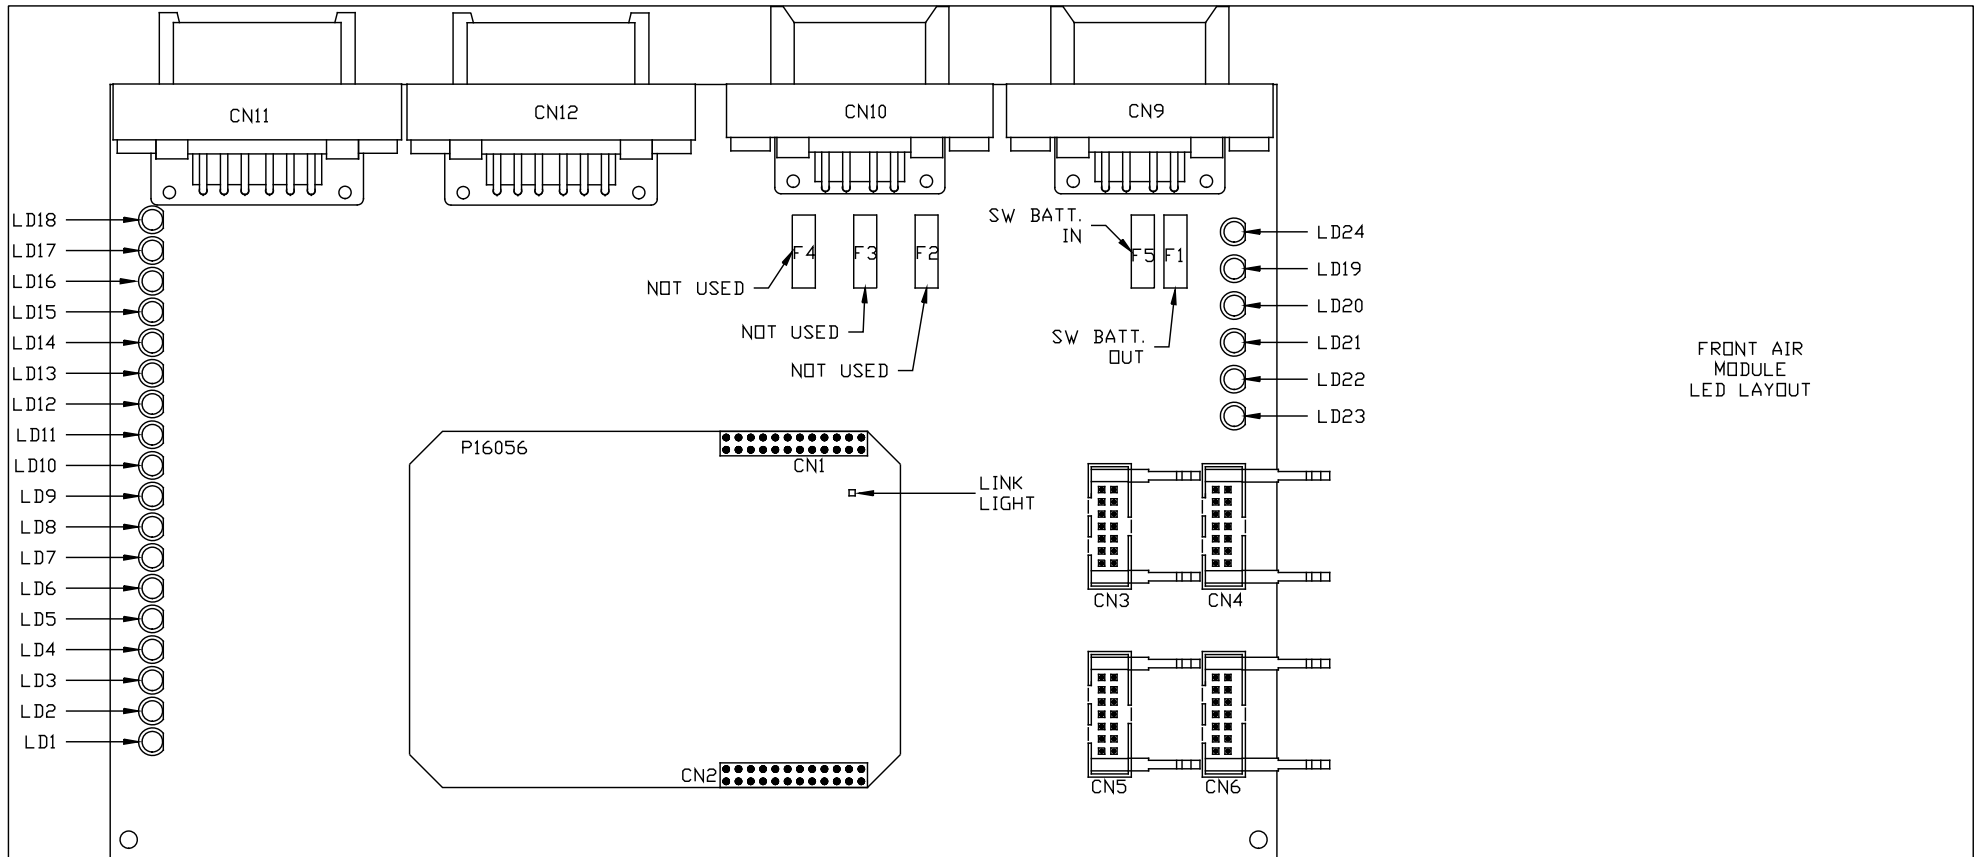 CN11
CN12
CN10
CN9
LD18
LD17
LD16
LD15
LD14
LD13
LD12
LD11
LD10
LD9
LD8
LD7
LD6
LD5
LD4
LD3
LD2
LD1
F4
F3
F2
NOT USED
NOT USED
NOT USED
SW BATT.
IN
F5
F1
SW BATT.
OUT
LD24
LD19
LD20
LD21
LD22
LD23
FRONT AIR
MODULE
LED LAYOUT
P16056
CN1
LINK
LIGHT
CN2
CN3
CN4
CN5
CN6